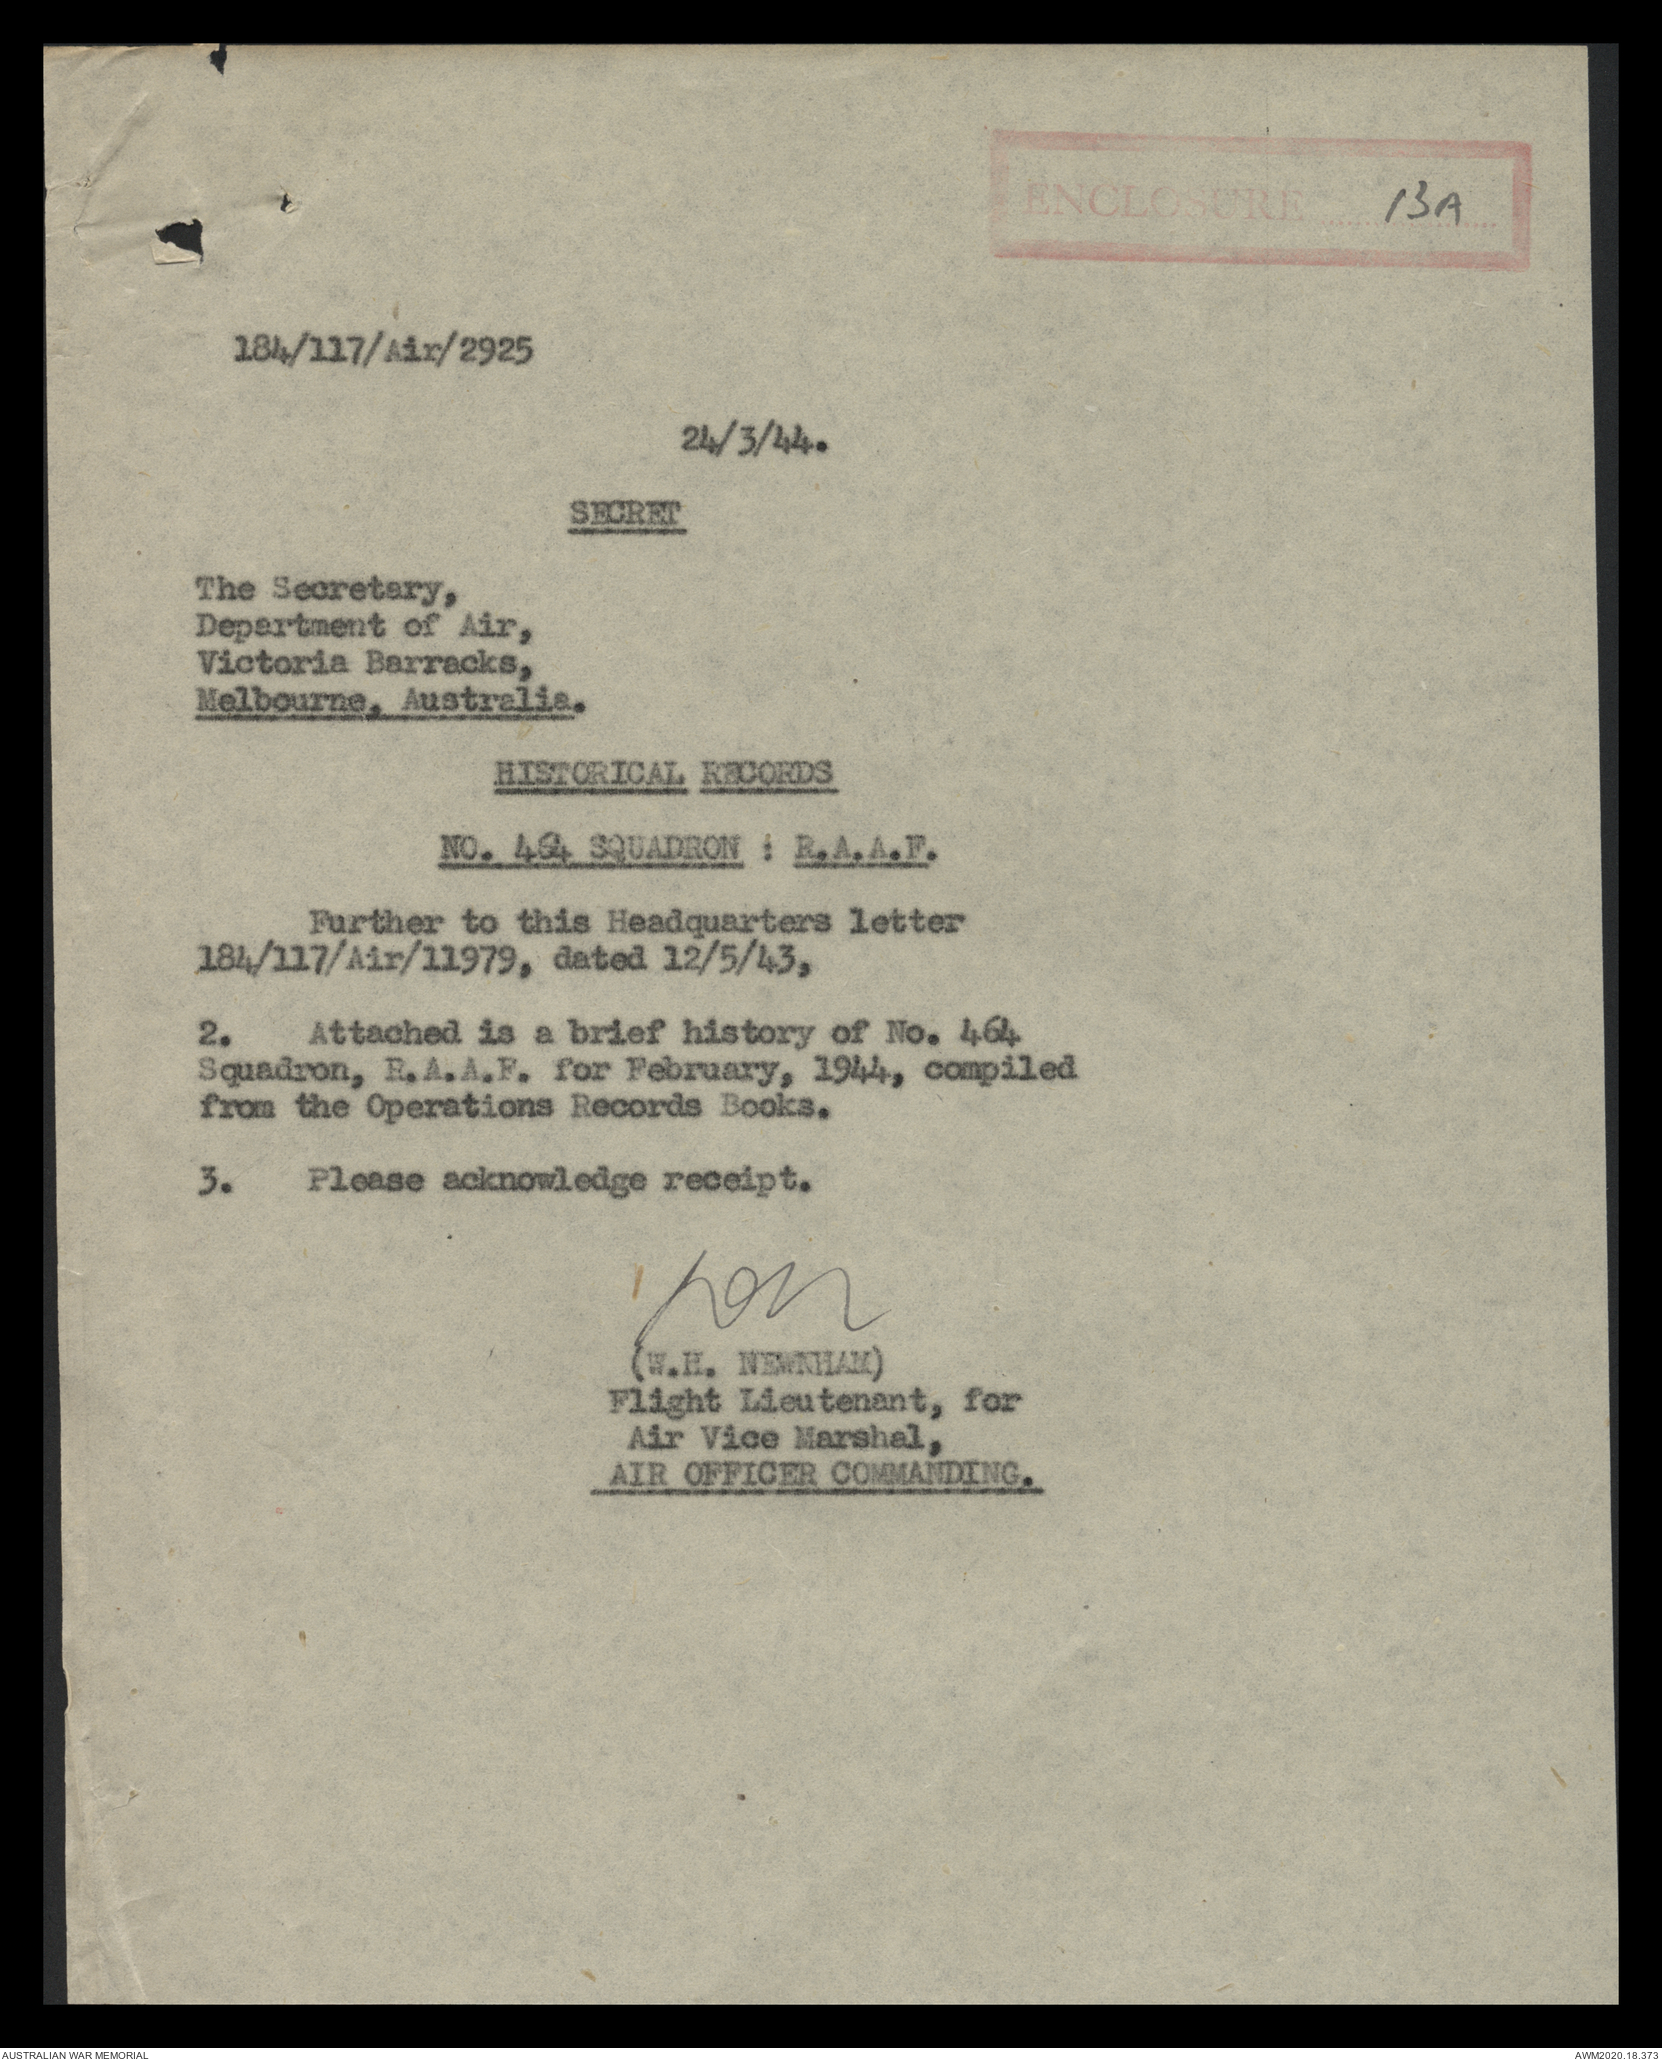 ENCLOSURE 13A
184/117/Air/2925
24/3/44.
SECRET
The Secretary,
Department of Air,
Victoria Barracks,
Melbourne, Australia.
HISTORICAL RECORDS
NO. 464 SQUADRON : R.A.A.F.
Further to this Headquarters letter
184/117/Air/11979, dated 12/5/43,
2. Attached is a brief history of No. 464
Squadron, R.A.A.F. for February, 1944, compiled
from the Operations Records Books.
3. Please acknowledge receipt.
(W.H. NEWNHAM)
Flight Lieutenant, for
Air Vice Marshal,
AIR OFFICER COMMANDING.
AUSTRALIAN WAR MEMORIAL
AWM2020.18.373